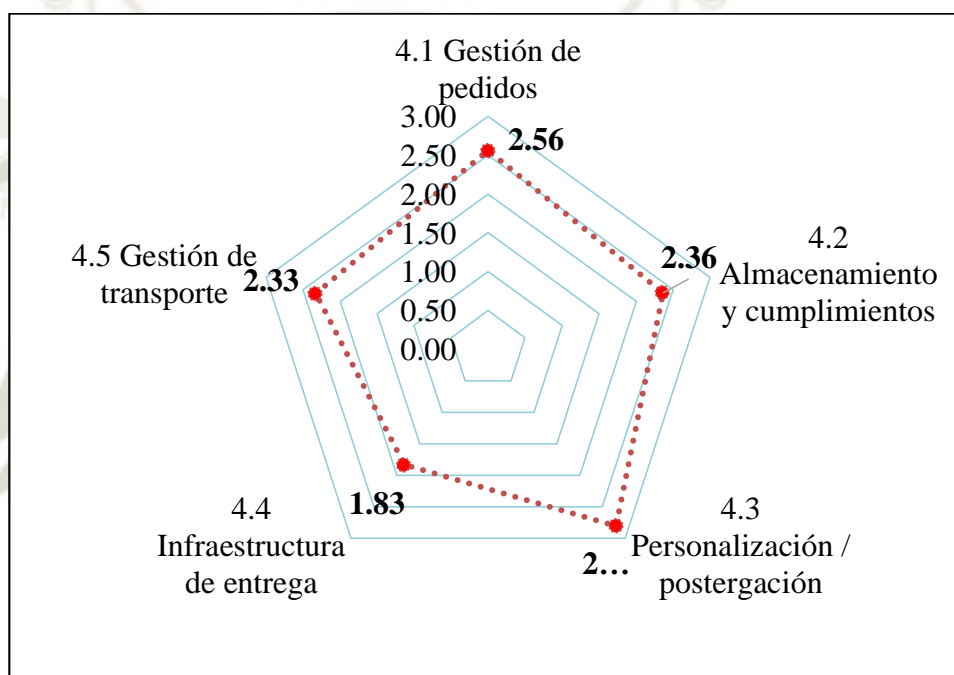 4.1 Gestión de
pedidos
3.00
2.50
2.00
1.50
1.00
0.50
0.00
2.56
2.36
4.2
Almacenamiento
y cumplimientos
4.3
Personalización /
postergación
2…
4.4
Infraestructura
de entrega
1.83
4.5 Gestión de
transporte
2.33